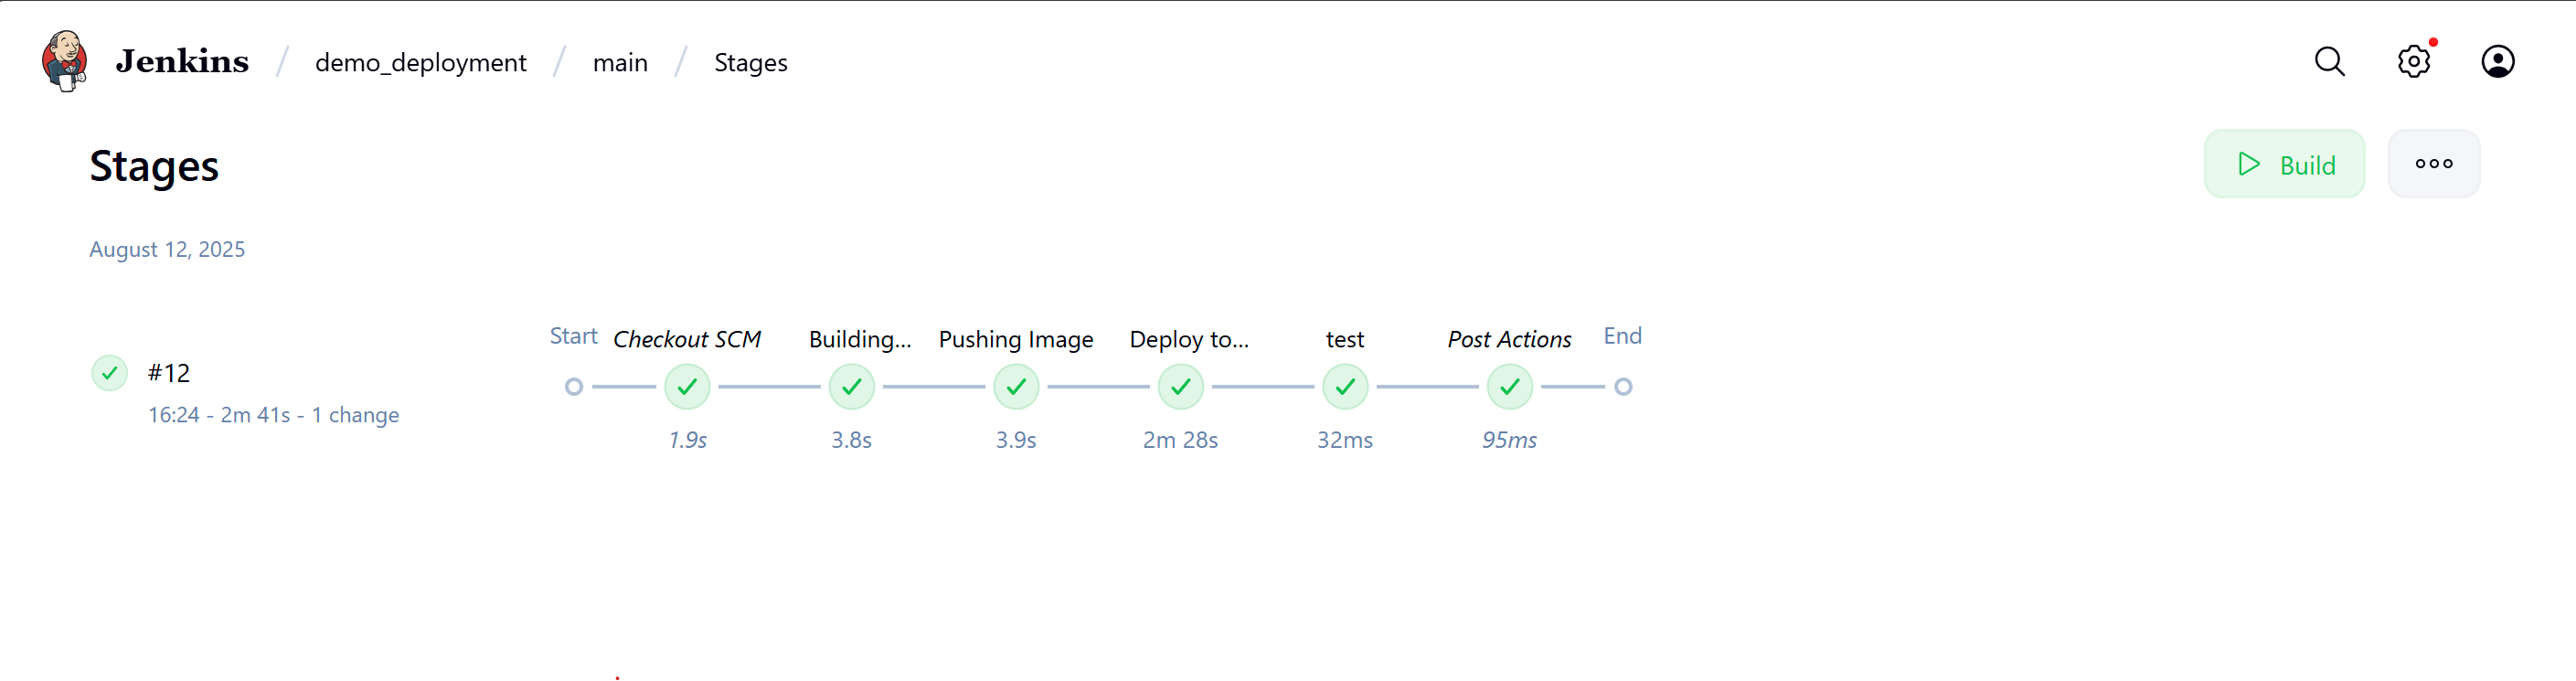 Jenkins / demo_deployment / main / Stages
Stages
Build
August 12, 2025
Start Checkout SCM Building... Pushing Image Deploy to... test Post Actions End
#12
16:24 - 2m 41s - 1 change
1.9s 3.8s 3.9s 2m 28s 32ms 95ms